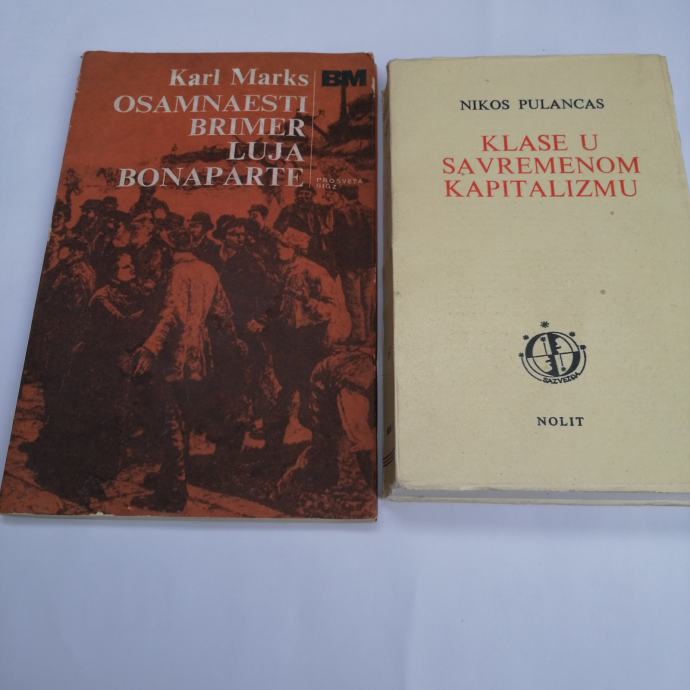 Karl Marks
OSAMNAESTI
BRIMER
LUJA
BONAPARTE
BM
PROSVETA
BIGZ
NIKOS PULANCAS
KLASE U
SAVREMENOM
KAPITALIZMU
SAZVEŽĐA
NOLIT